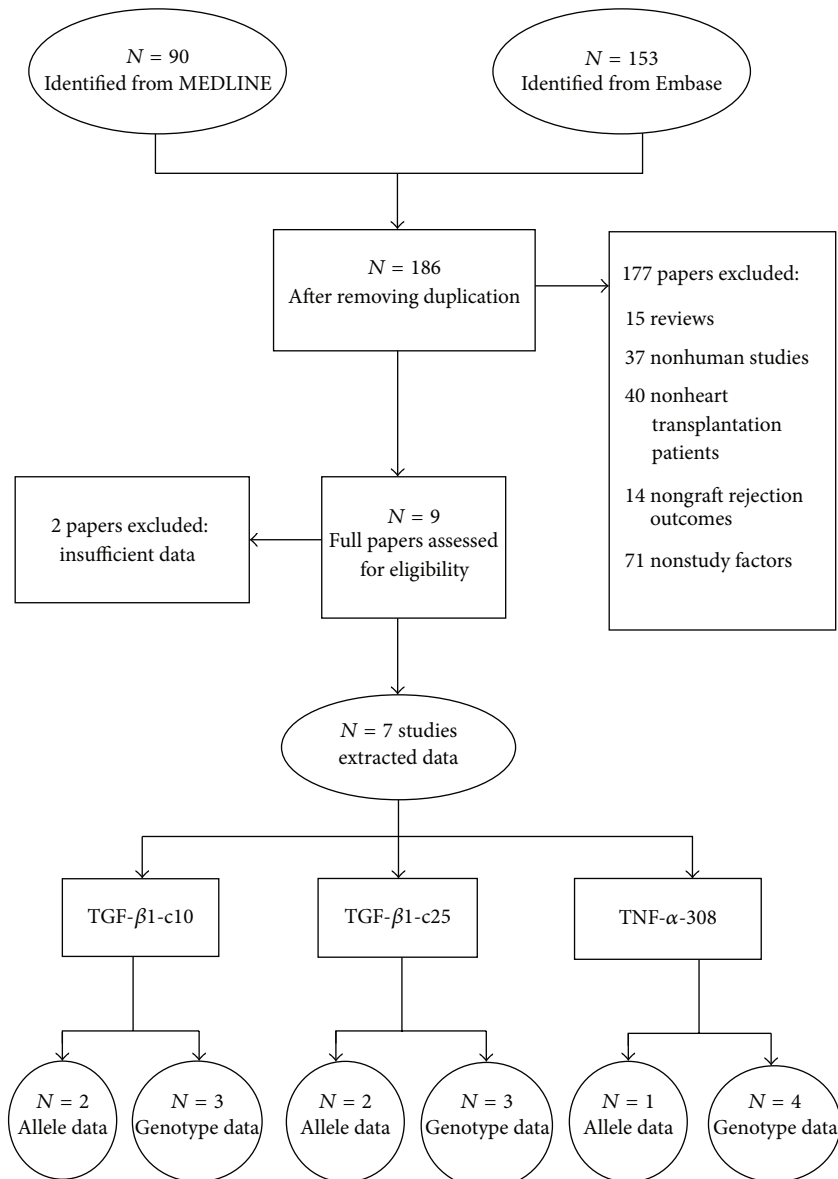 N = 90
Identified from MEDLINE
N = 153
Identified from Embase
N = 186
After removing duplication
177 papers excluded:
15 reviews
37 nonhuman studies
40 nonheart
transplantation
patients
14 nongraft rejection
outcomes
71 nonstudy factors
2 papers excluded:
insufficient data
N = 9
Full papers assessed
for eligibility
N = 7 studies
extracted data
TGF-β1-c10
TGF-β1-c25
TNF-α-308
N = 2
Allele data
N = 3
Genotype data
N = 2
Allele data
N = 3
Genotype data
N = 1
Allele data
N = 4
Genotype data